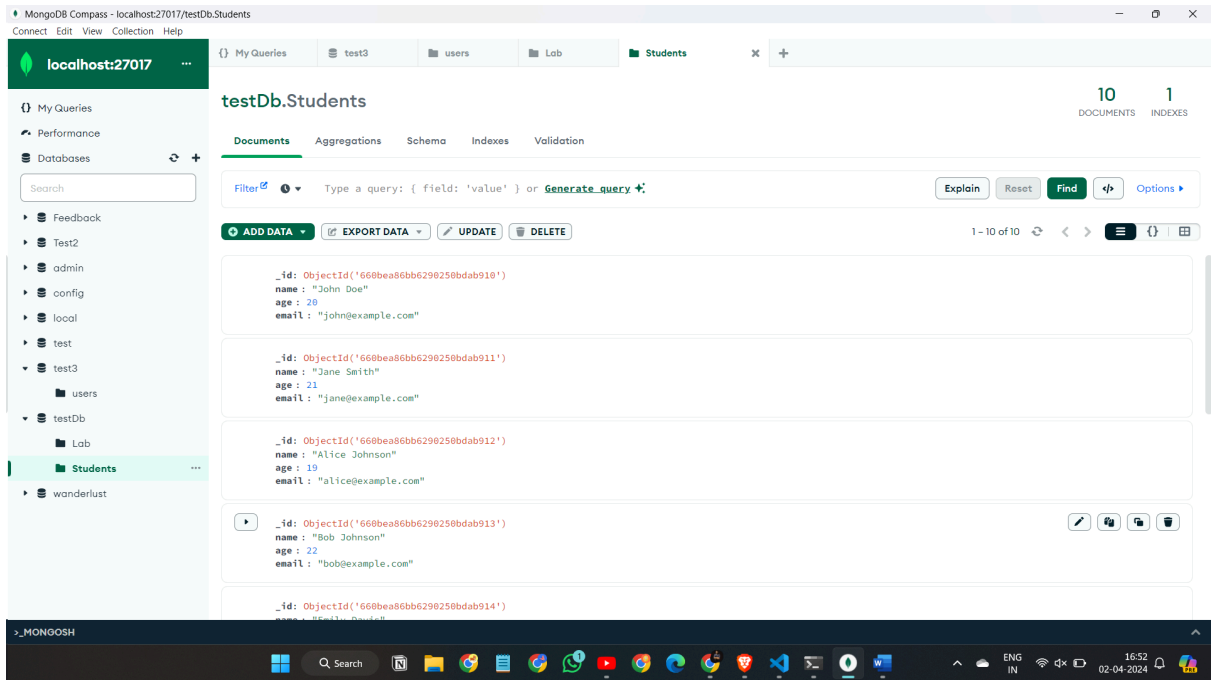 MongoDB Compass - localhost:27017/testDb.Students
Connect Edit View Collection Help
localhost:27017 ...
{} My Queries
test3
users
Lab
Students
My Queries
Performance
Databases
Search
Feedback
Test2
admin
config
local
test
test3
users
testDb
Lab
Students
wanderlust
testDb.Students
10
DOCUMENTS
1
INDEXES
Documents Aggregations Schema Indexes Validation
Filter
Type a query: { field: 'value' } or Generate query
Explain Reset Find </> Options
ADD DATA EXPORT DATA UPDATE DELETE
1 – 10 of 10
{}
_id: ObjectId('660bea86bb6290250bdab910')
name : "John Doe"
age : 20
email : "john@example.com"
_id: ObjectId('660bea86bb6290250bdab911')
name : "Jane Smith"
age : 21
email : "jane@example.com"
_id: ObjectId('660bea86bb6290250bdab912')
name : "Alice Johnson"
age : 19
email : "alice@example.com"
_id: ObjectId('660bea86bb6290250bdab913')
name : "Bob Johnson"
age : 22
email : "bob@example.com"
_id: ObjectId('660bea86bb6290250bdab914')
name : "Emily Davis"
>_MONGOSH
Search
1
ENG
IN
16:52
02-04-2024
PRE